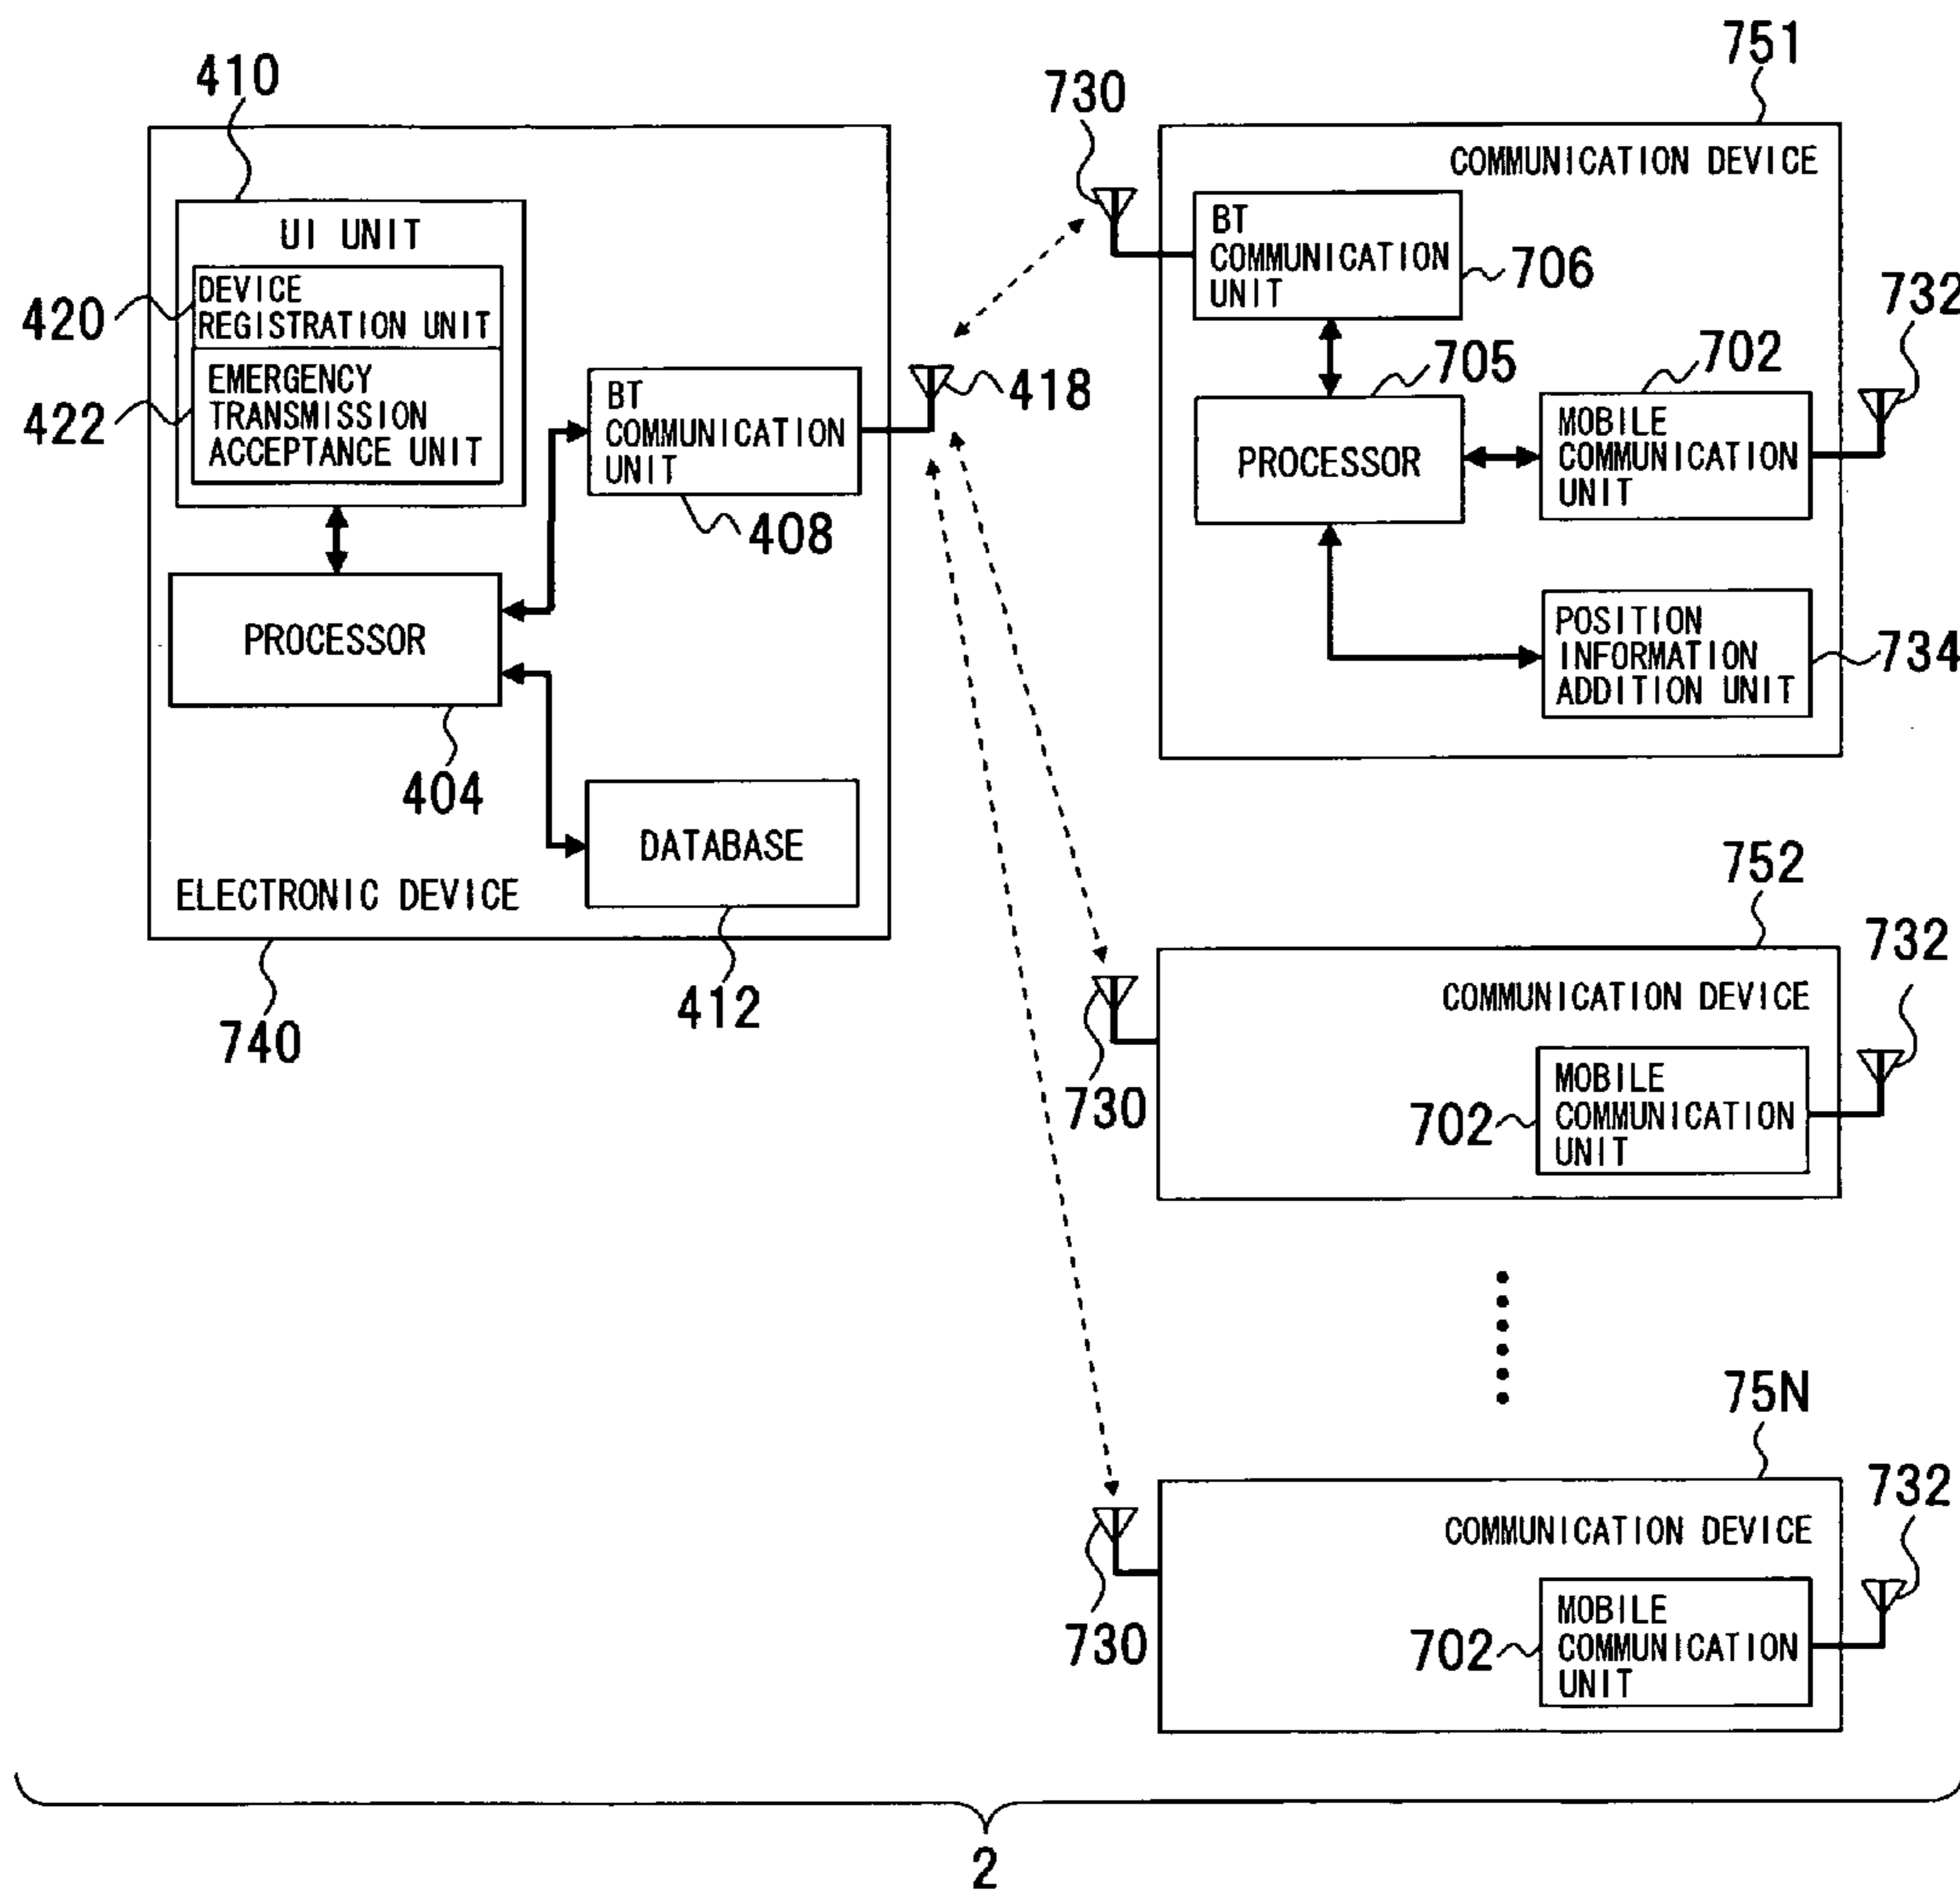 410
UI UNIT
DEVICE
REGISTRATION UNIT
420
EMERGENCY
TRANSMISSION
ACCEPTANCE UNIT
422
BT
COMMUNICATION
UNIT
408
418
PROCESSOR
404
DATABASE
412
ELECTRONIC DEVICE
740
751
730
COMMUNICATION DEVICE
BT
COMMUNICATION
UNIT
706
705
PROCESSOR
702
MOBILE
COMMUNICATION
UNIT
732
POSITION
INFORMATION
ADDITION UNIT
734
752
732
COMMUNICATION DEVICE
730
702
MOBILE
COMMUNICATION
UNIT
75N
732
COMMUNICATION DEVICE
730
702
MOBILE
COMMUNICATION
UNIT
2